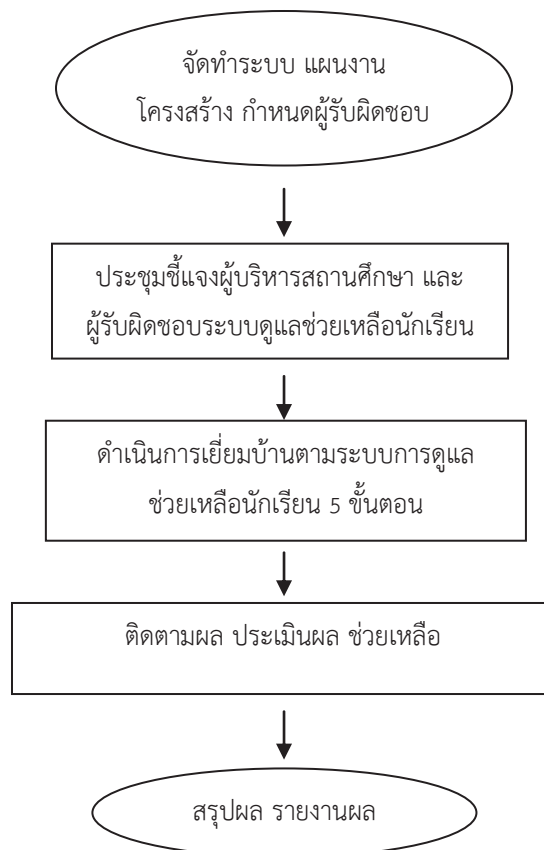 จัดทำระบบ แผนงาน
โครงสร้าง กำหนดผู้รับผิดชอบ
ประชุมชี้แจงผู้บริหารสถานศึกษา และ
ผู้รับผิดชอบระบบดูแลช่วยเหลือนักเรียน
ดำเนินการเยี่ยมบ้านตามระบบการดูแล
ช่วยเหลือนักเรียน 5 ขั้นตอน
ติดตามผล ประเมินผล ช่วยเหลือ
สรุปผล รายงานผล